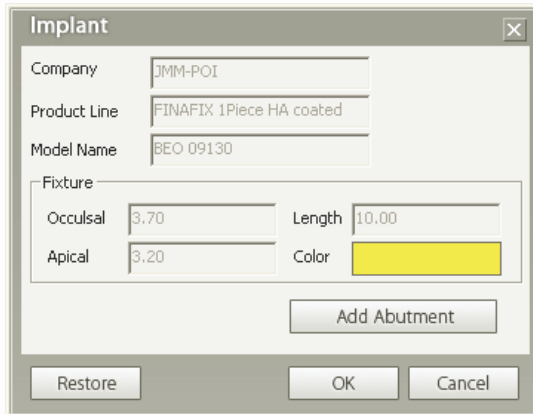 Implant
Company JMM-POI
Product Line FINAFIX 1Piece HA coated
Model Name BEO 09130
Fixture
Occulsal 3.70 Length 10.00
Apical 3.20 Color
Add Abutment
Restore OK Cancel